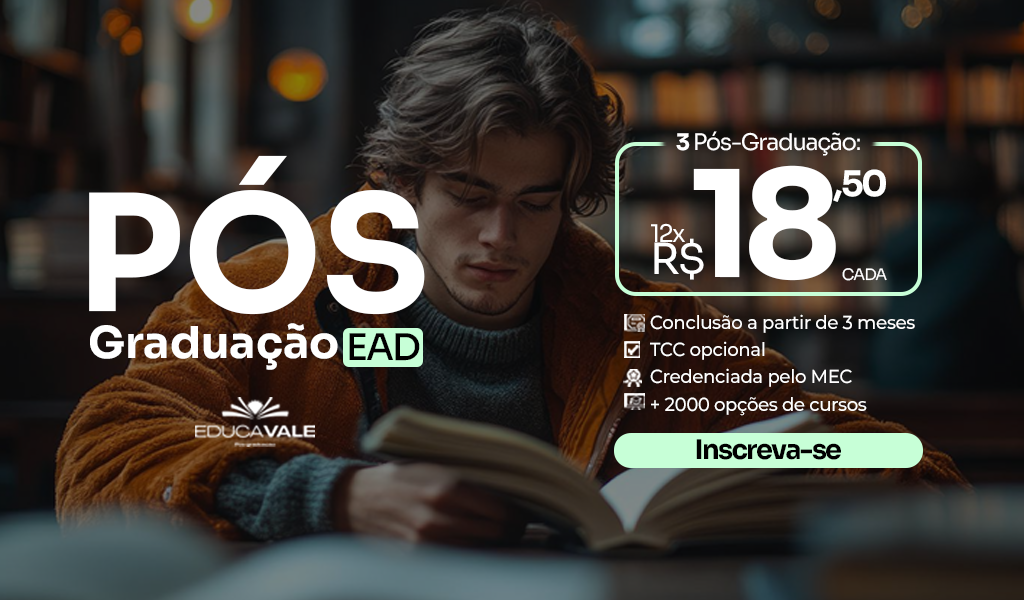 PÓS
Graduação EAD
EDUCAVALE
Pós-graduação
3 Pós-Graduação:
12x
R$18,50
CADA
Conclusão a partir de 3 meses
TCC opcional
Credenciada pelo MEC
+ 2000 opções de cursos
Inscreva-se